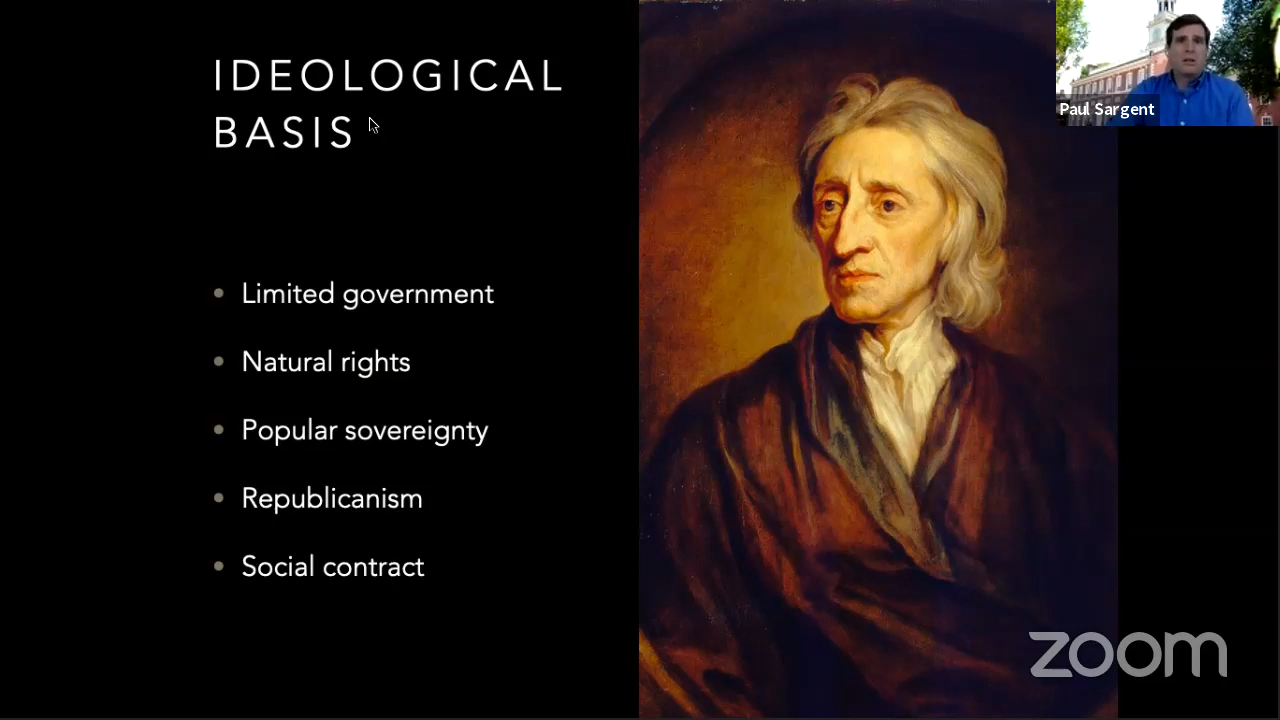 IDEOLOGICAL
BASIS
Limited government
Natural rights
Popular sovereignty
Republicanism
Social contract
Paul Sargent
zoom